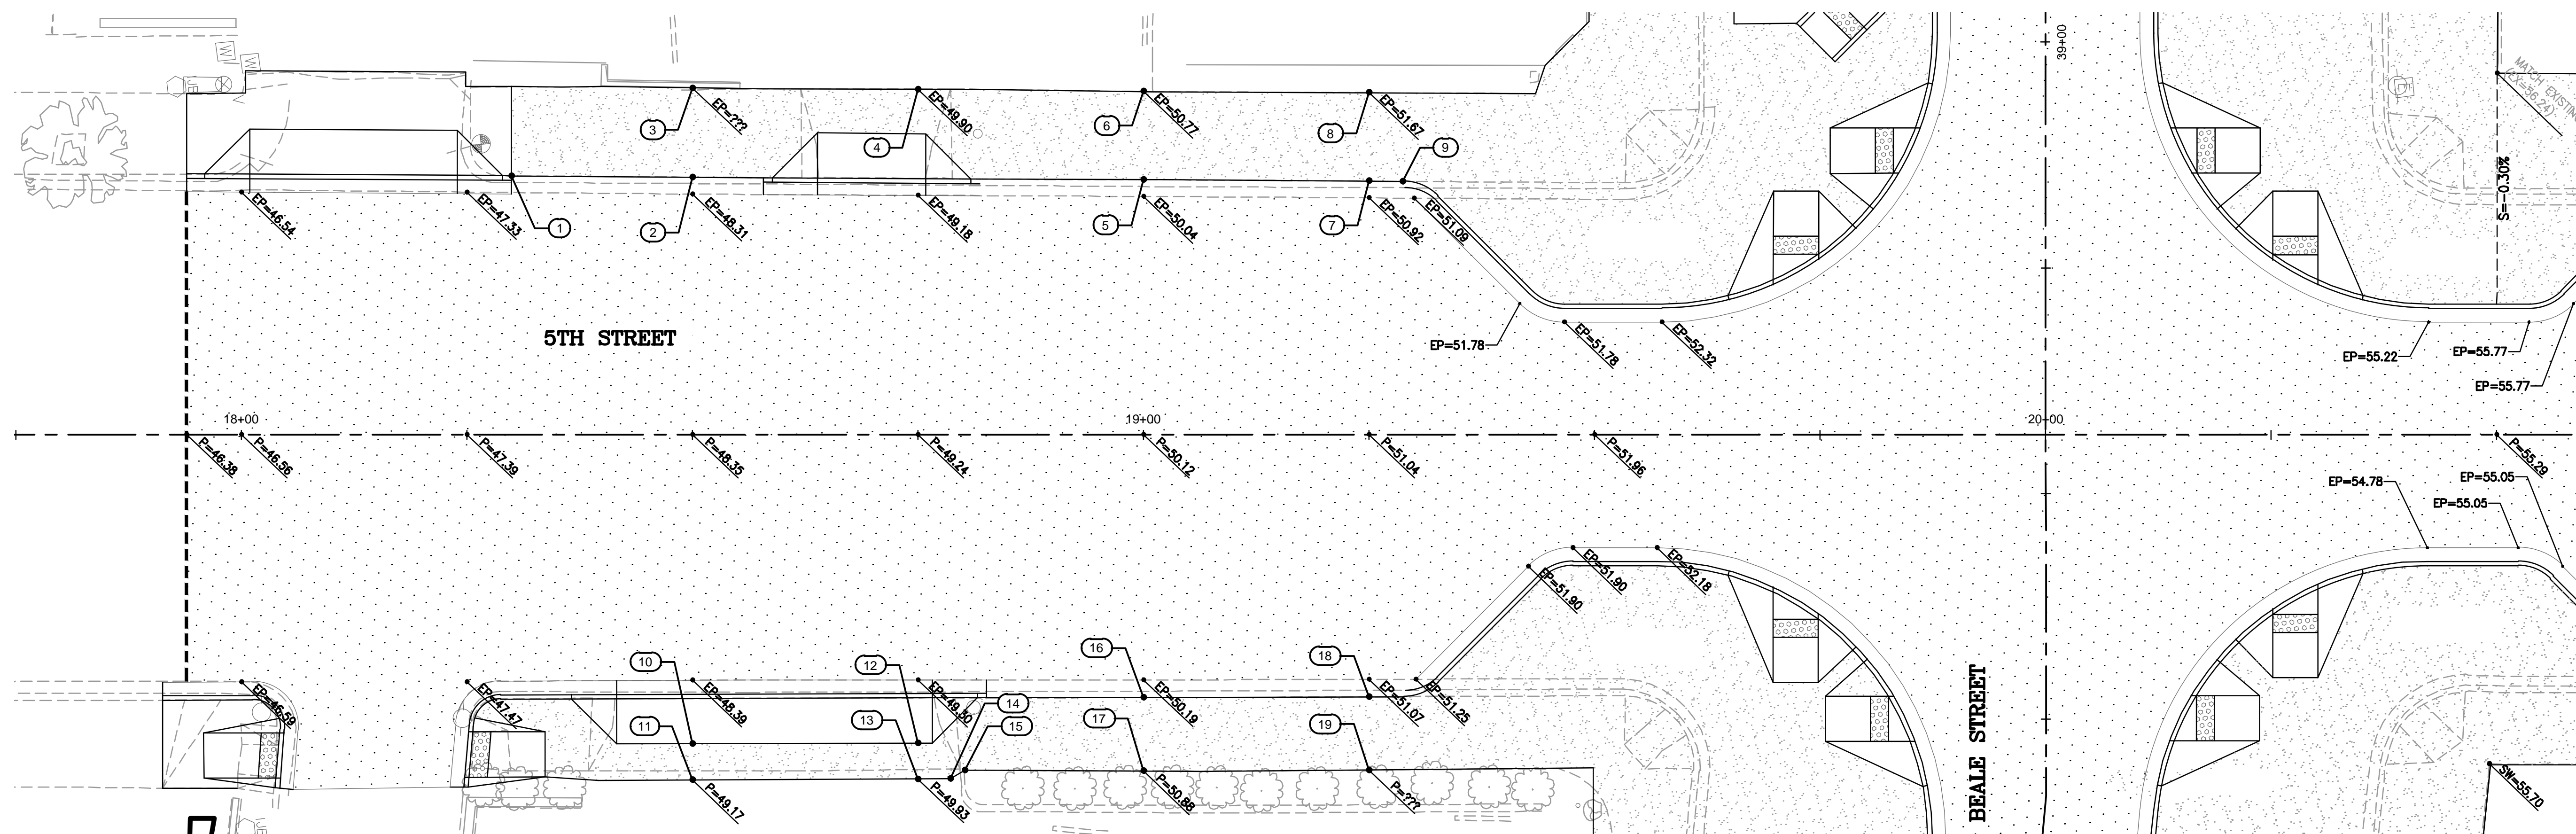 39+00
MATCH EXISTIN
(EX=56.24)
W
W
EP=???
EP=49.90
EP=50.77
EP=51.67
3
4
6
8
9
S=-0.30%
EP=46.54
EP=47.33
1
2
EP=48.31
EP=49.18
5
EP=50.04
7
EP=50.92
EP=51.09
5TH STREET
EP=51.78
EP=51.78
EP=52.32
EP=55.22
EP=55.77
EP=55.77
18+00
19+00
20+00
P=46.38
P=46.56
P=47.39
P=48.35
P=49.24
P=50.12
P=51.04
P=51.96
P=55.29
EP=54.78
EP=55.05
EP=55.05
EP=51.90
EP=51.90
EP=52.18
10
12
16
18
EP=46.59
EP=47.47
EP=48.39
EP=49.30
EP=50.19
EP=51.07
EP=51.25
11
13
14
15
17
19
P=49.17
P=49.93
P=50.88
P=???
BEALE STREET
SW=55.70